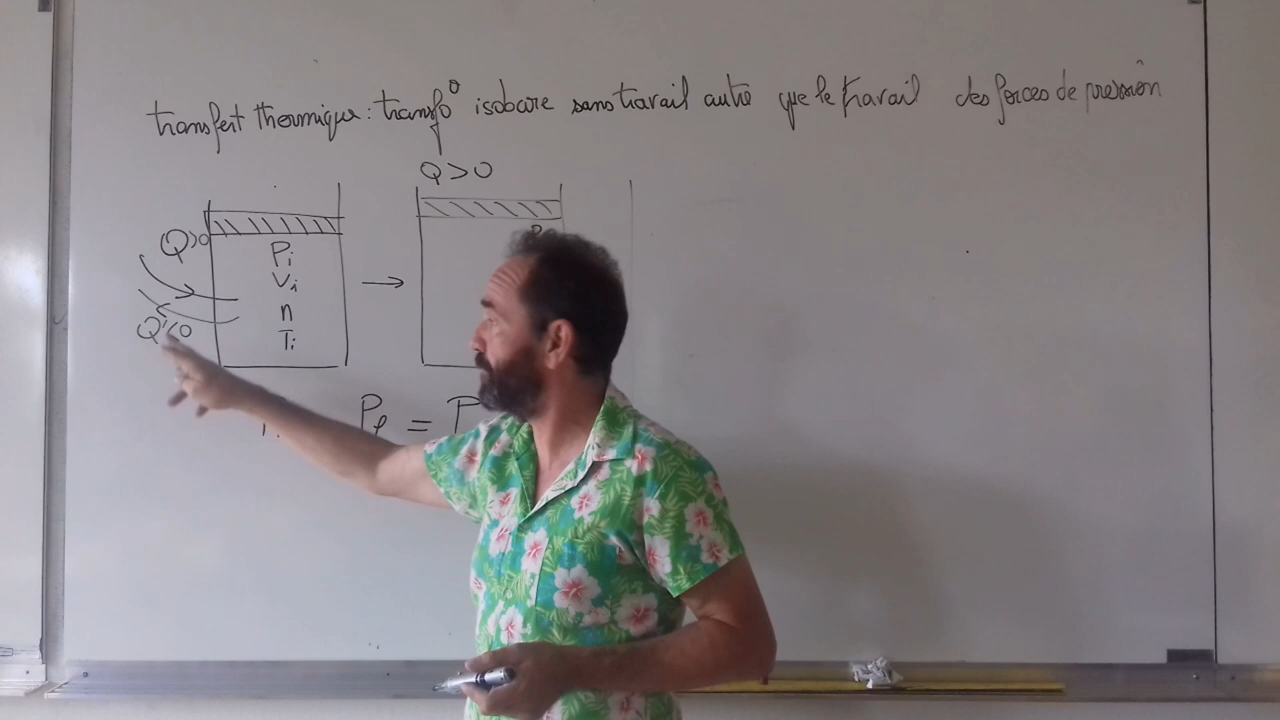 transfert thermique : transfo° isobare sans travail autre que le travail des forces de pression
Q>0
Q>0
Pi
Vi
n
Ti
Q'<0
Pf = P